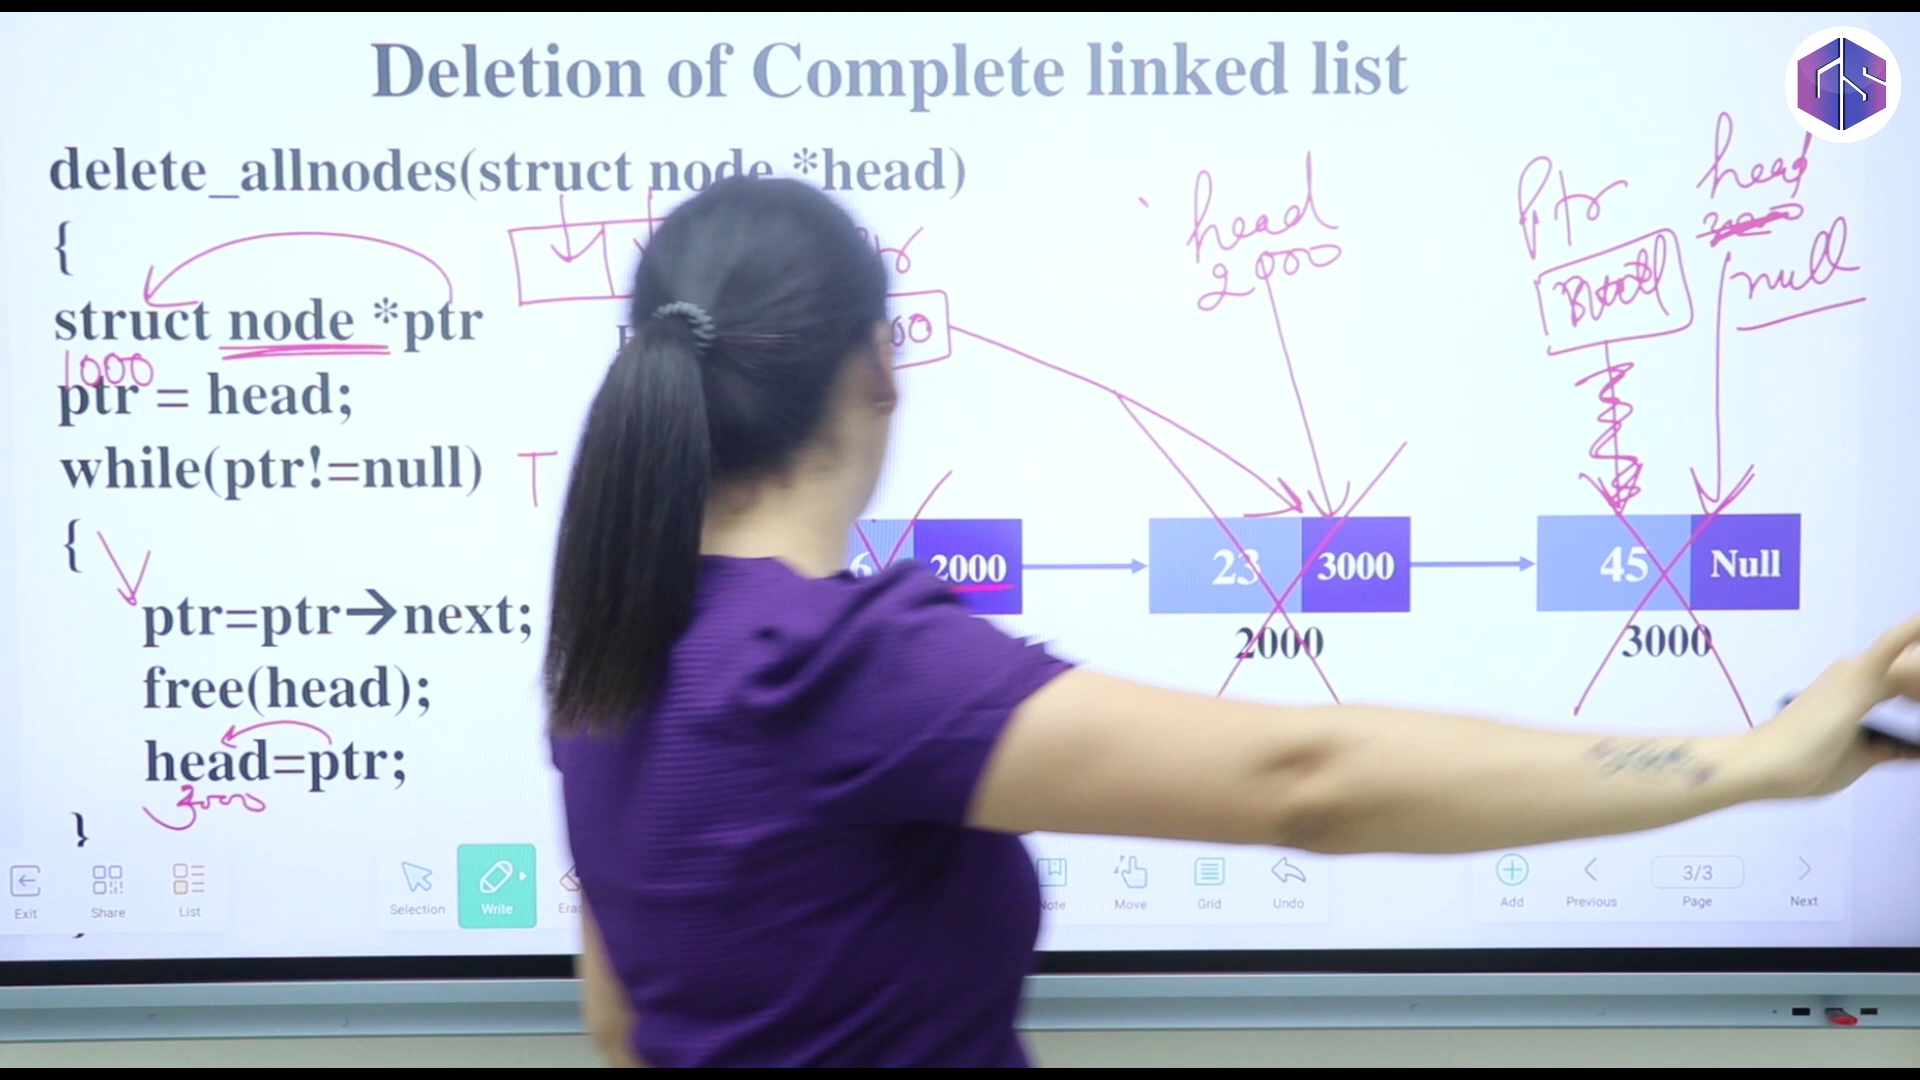 Deletion of Complete linked list
delete_allnodes(struct node *head)
{
struct node *ptr
1000
ptr = head;
while(ptr!=null) T
{
ptr=ptr→next;
free(head);
head=ptr;
3000
}
head
2000
ptr
head
null
6 2000
23 3000
45 Null
2000
3000
Exit
Share
List
Selection
Write
Move
Grid
Undo
Add
Previous
3/3
Page
Next